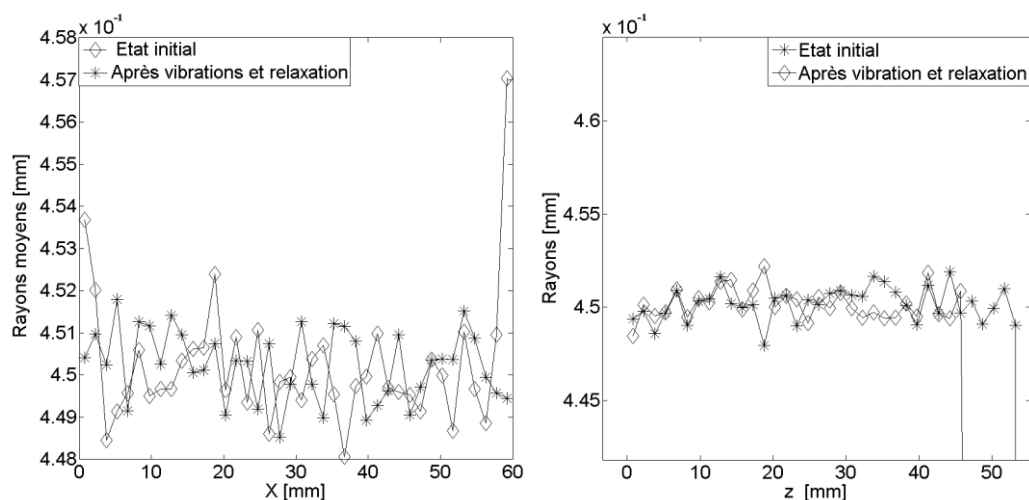 x 10⁻¹
4.58
4.57
4.56
4.55
4.54
4.53
4.52
4.51
4.5
4.49
4.48
Rayons moyens [mm]
Etat initial
Après vibrations et relaxation
0 10 20 30 40 50 60
X [mm]
x 10⁻¹
4.6
4.55
4.5
4.45
Rayons [mm]
Etat initial
Après vibration et relaxation
0 10 20 30 40 50
z [mm]